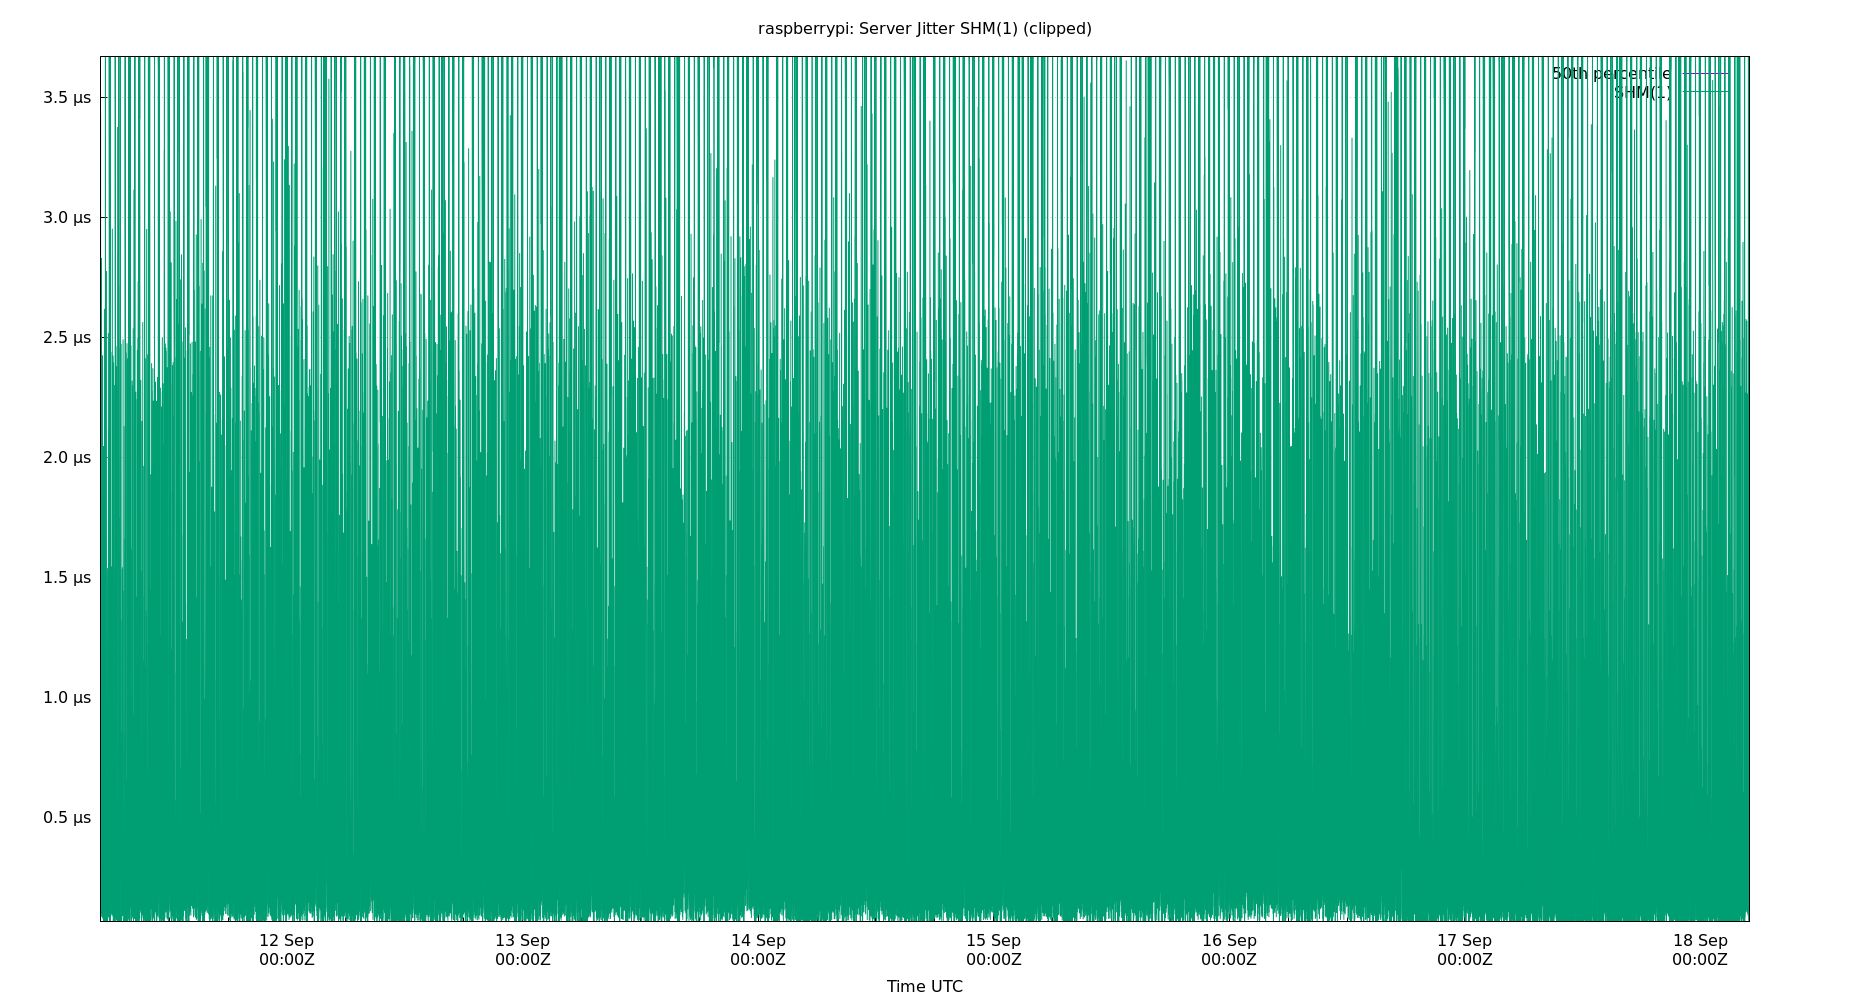 raspberrypi: Server Jitter SHM(1) (clipped)
50th percentile
SHM(1)
3.5 µs
3.0 µs
2.5 µs
2.0 µs
1.5 µs
1.0 µs
0.5 µs
12 Sep 13 Sep 14 Sep 15 Sep 16 Sep 17 Sep 18 Sep
00:00Z 00:00Z 00:00Z 00:00Z 00:00Z 00:00Z 00:00Z
Time UTC